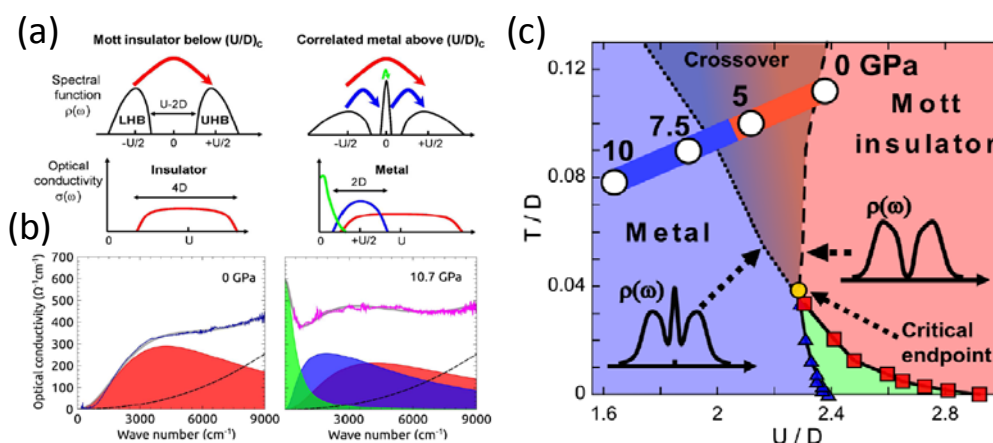 (a)
Mott insulator below (U/D)c
Correlated metal above (U/D)c
Spectral
function
ρ(ω)
LHB
U-2D
UHB
-U/2
0
+U/2
A
-U/2
0
+U/2
Optical
conductivity
σ(ω)
Insulator
4D
0
U
Metal
2D
0
+U/2
U
(b)
Optical conductivity (Ω⁻¹cm⁻¹)
700
600
500
400
300
200
100
0
0 GPa
0
3000
6000
9000
Wave number (cm⁻¹)
10.7 GPa
3000
6000
9000
Wave number (cm⁻¹)
(c)
T / D
0.12
0.08
0.04
0
Crossover
0 GPa
5
7.5
10
Mott
insulator
Metal
ρ(ω)
ρ(ω)
Critical
endpoint
1.6
2
2.4
2.8
U / D